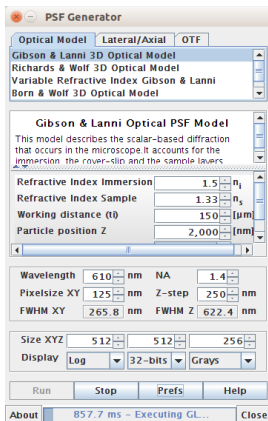 PSF Generator
Optical Model Lateral/Axial OTF
Gibson & Lanni 3D Optical Model
Richards & Wolf 3D Optical Model
Variable Refractive Index Gibson & Lanni
Born & Wolf 3D Optical Model
Gibson & Lanni Optical PSF Model
This model describes the scalar-based diffraction
that occurs in the microscope.It accounts for the
immersion, the cover-slip and the sample layers
Refractive Index Immersion 1.5 ni
Refractive Index Sample 1.33 ns
Working distance (ti) 150 [µm]
Particle position Z 2,000 [nm]
Wavelength 610 nm NA 1.4
Pixelsize XY 125 nm Z-step 250 nm
FWHM XY 265.8 nm FWHM Z 622.4 nm
Size XYZ 512 512 256
Display Log 32-bits Grays
Run Stop Prefs Help
About 857.7 ms - Executing GL... Close